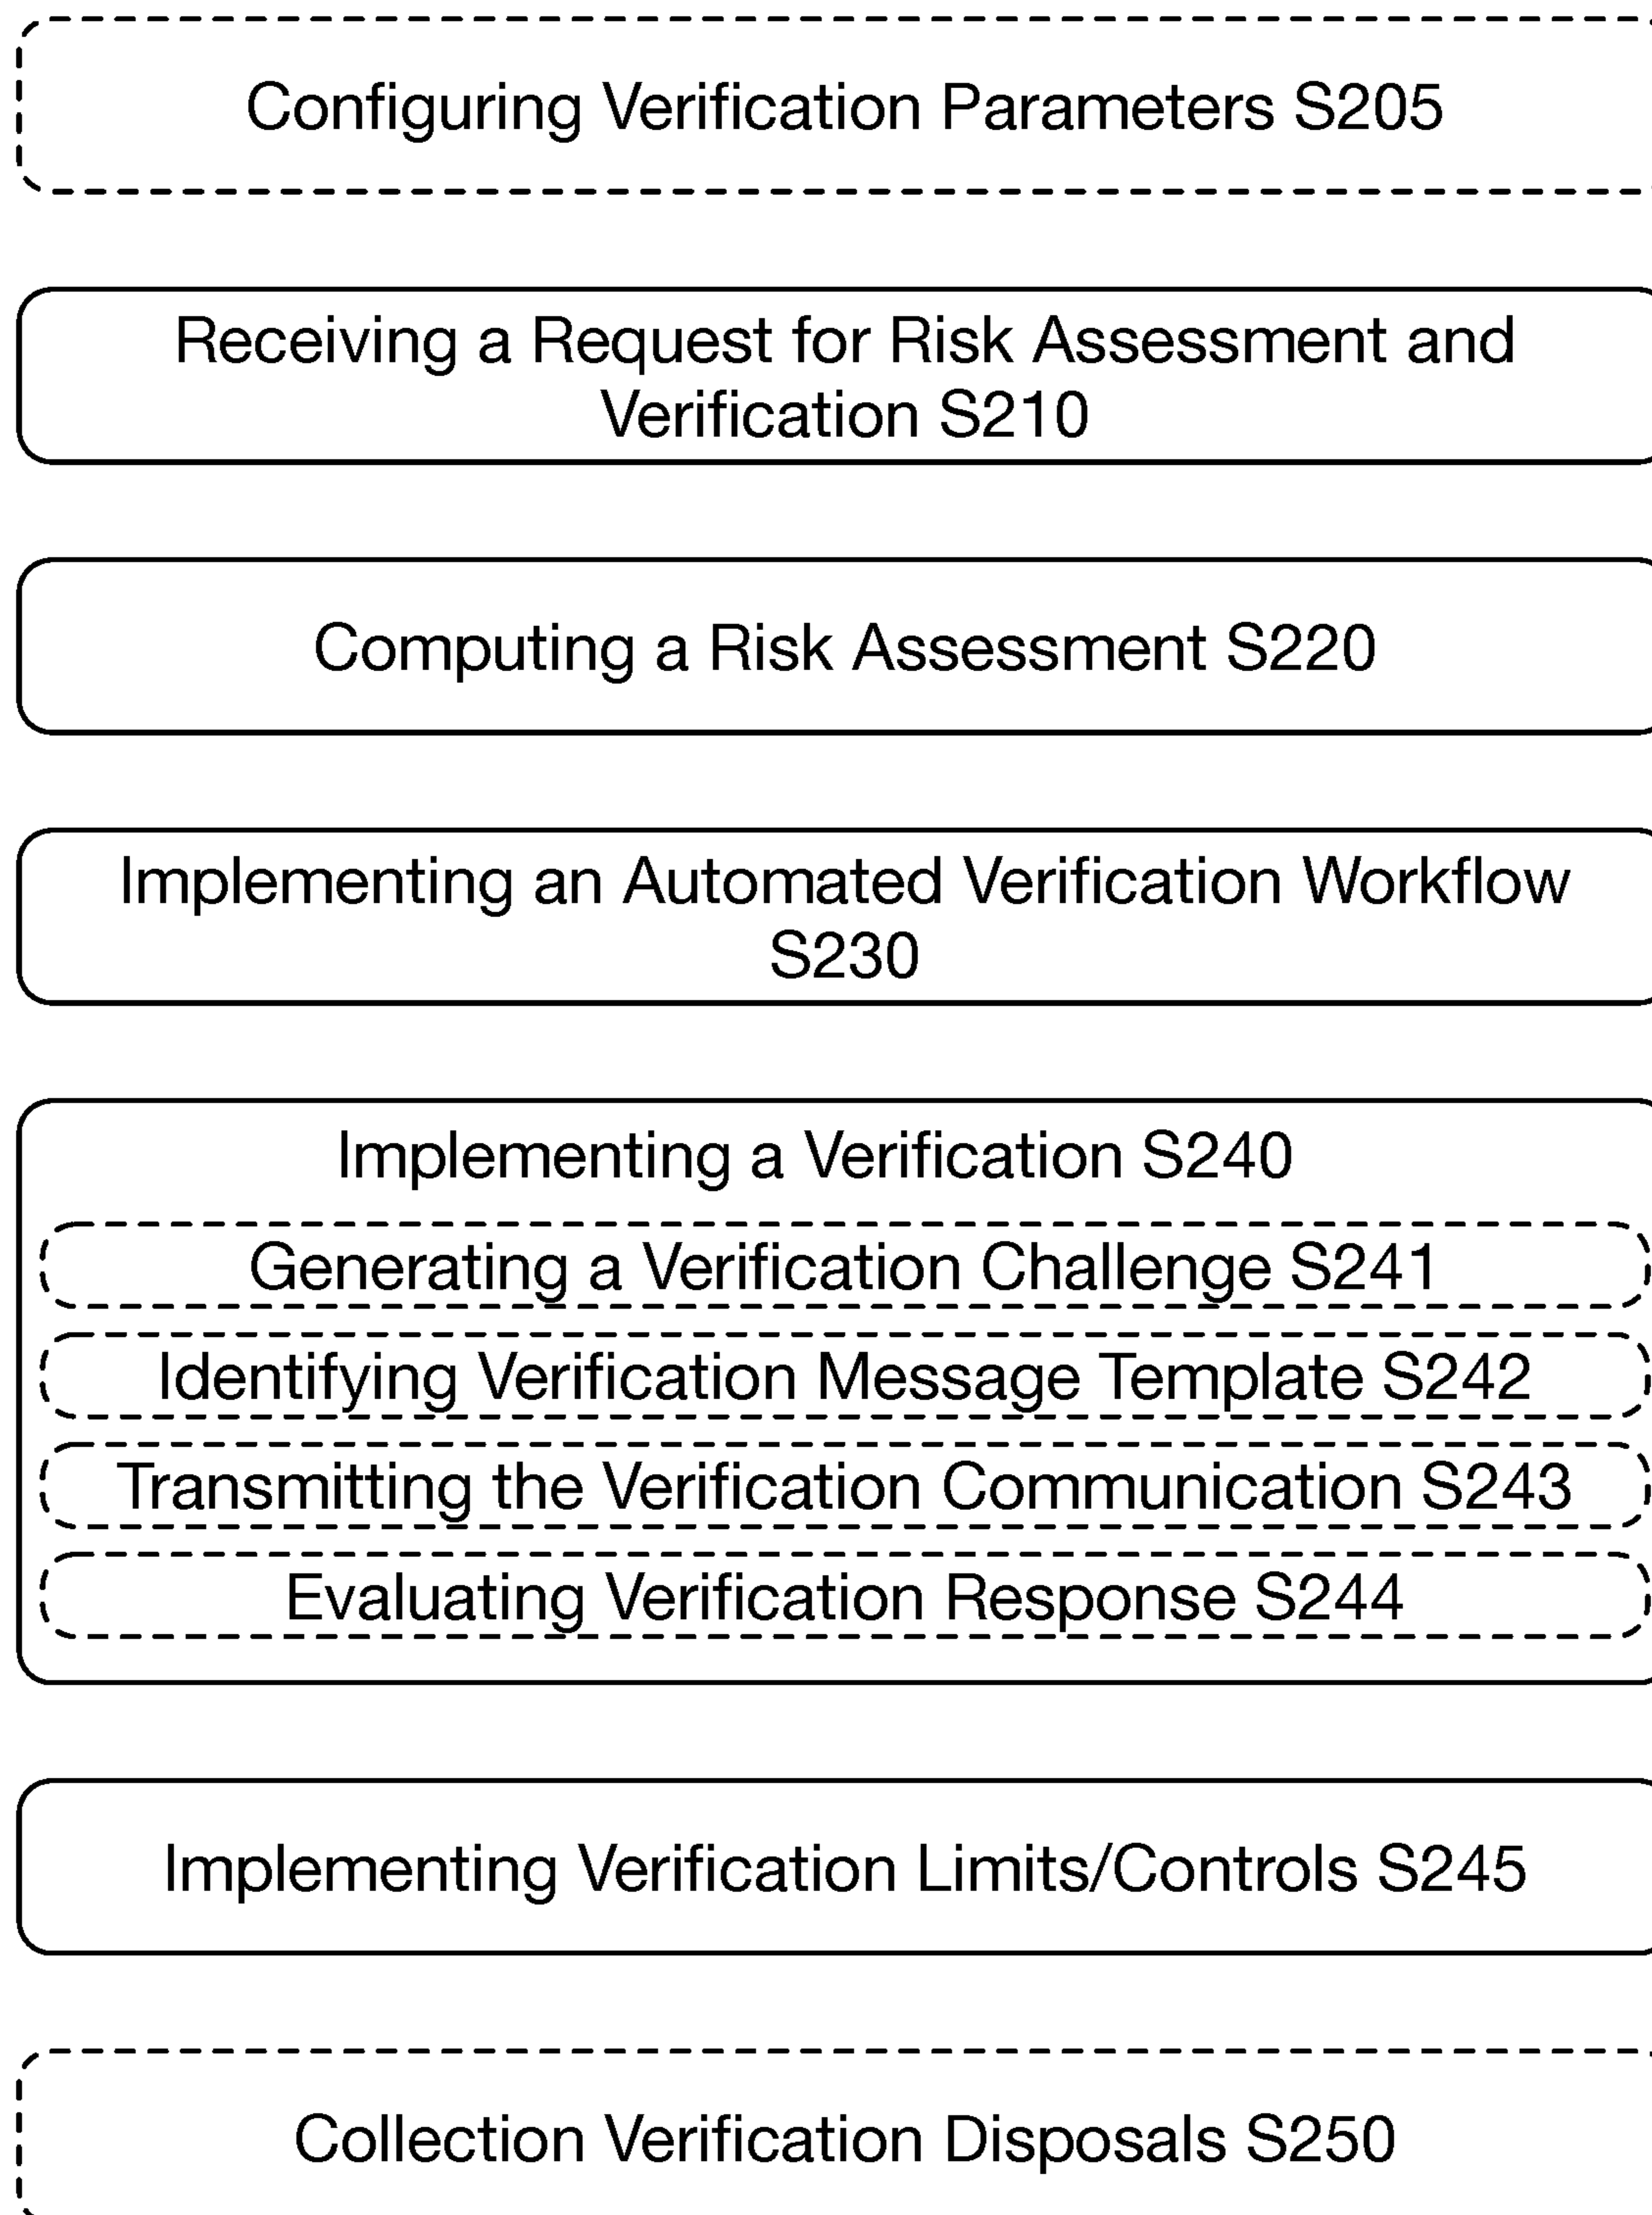 Configuring Verification Parameters S205
Receiving a Request for Risk Assessment and
Verification S210
Computing a Risk Assessment S220
Implementing an Automated Verification Workflow
S230
Implementing a Verification S240
Generating a Verification Challenge S241
Identifying Verification Message Template S242
Transmitting the Verification Communication S243
Evaluating Verification Response S244
Implementing Verification Limits/Controls S245
Collection Verification Disposals S250